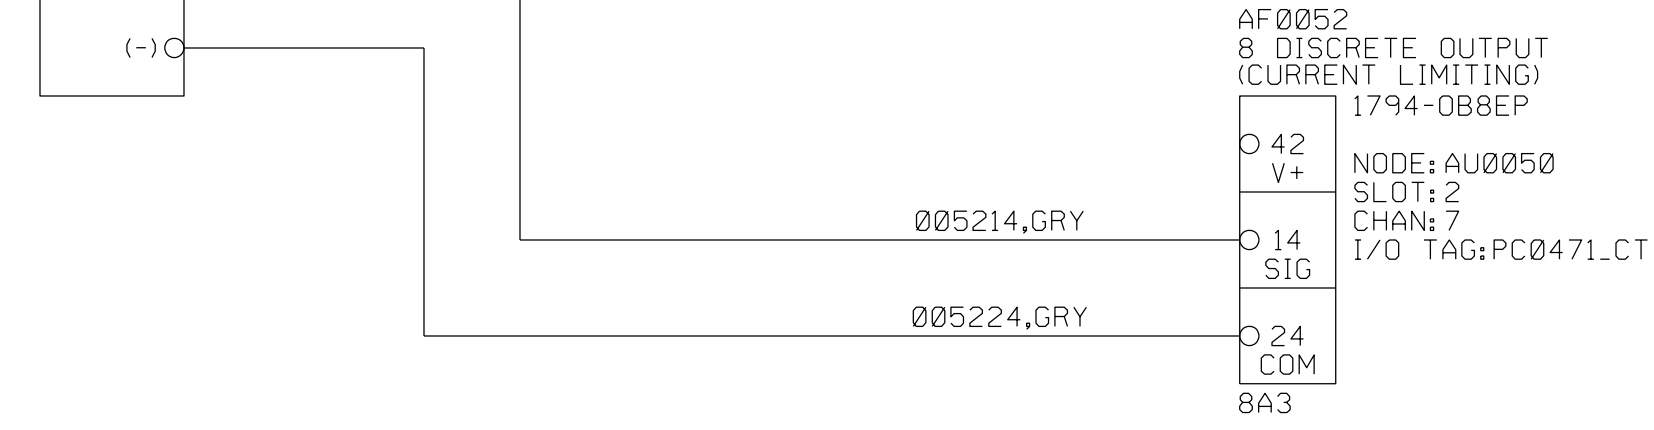 AF0052
8 DISCRETE OUTPUT
(CURRENT LIMITING)
(-)
1794-OB8EP
42
V+
NODE:AU0050
SLOT:2
CHAN:7
I/O TAG:PC0471_CT
005214,GRY
14
SIG
005224,GRY
24
COM
8A3